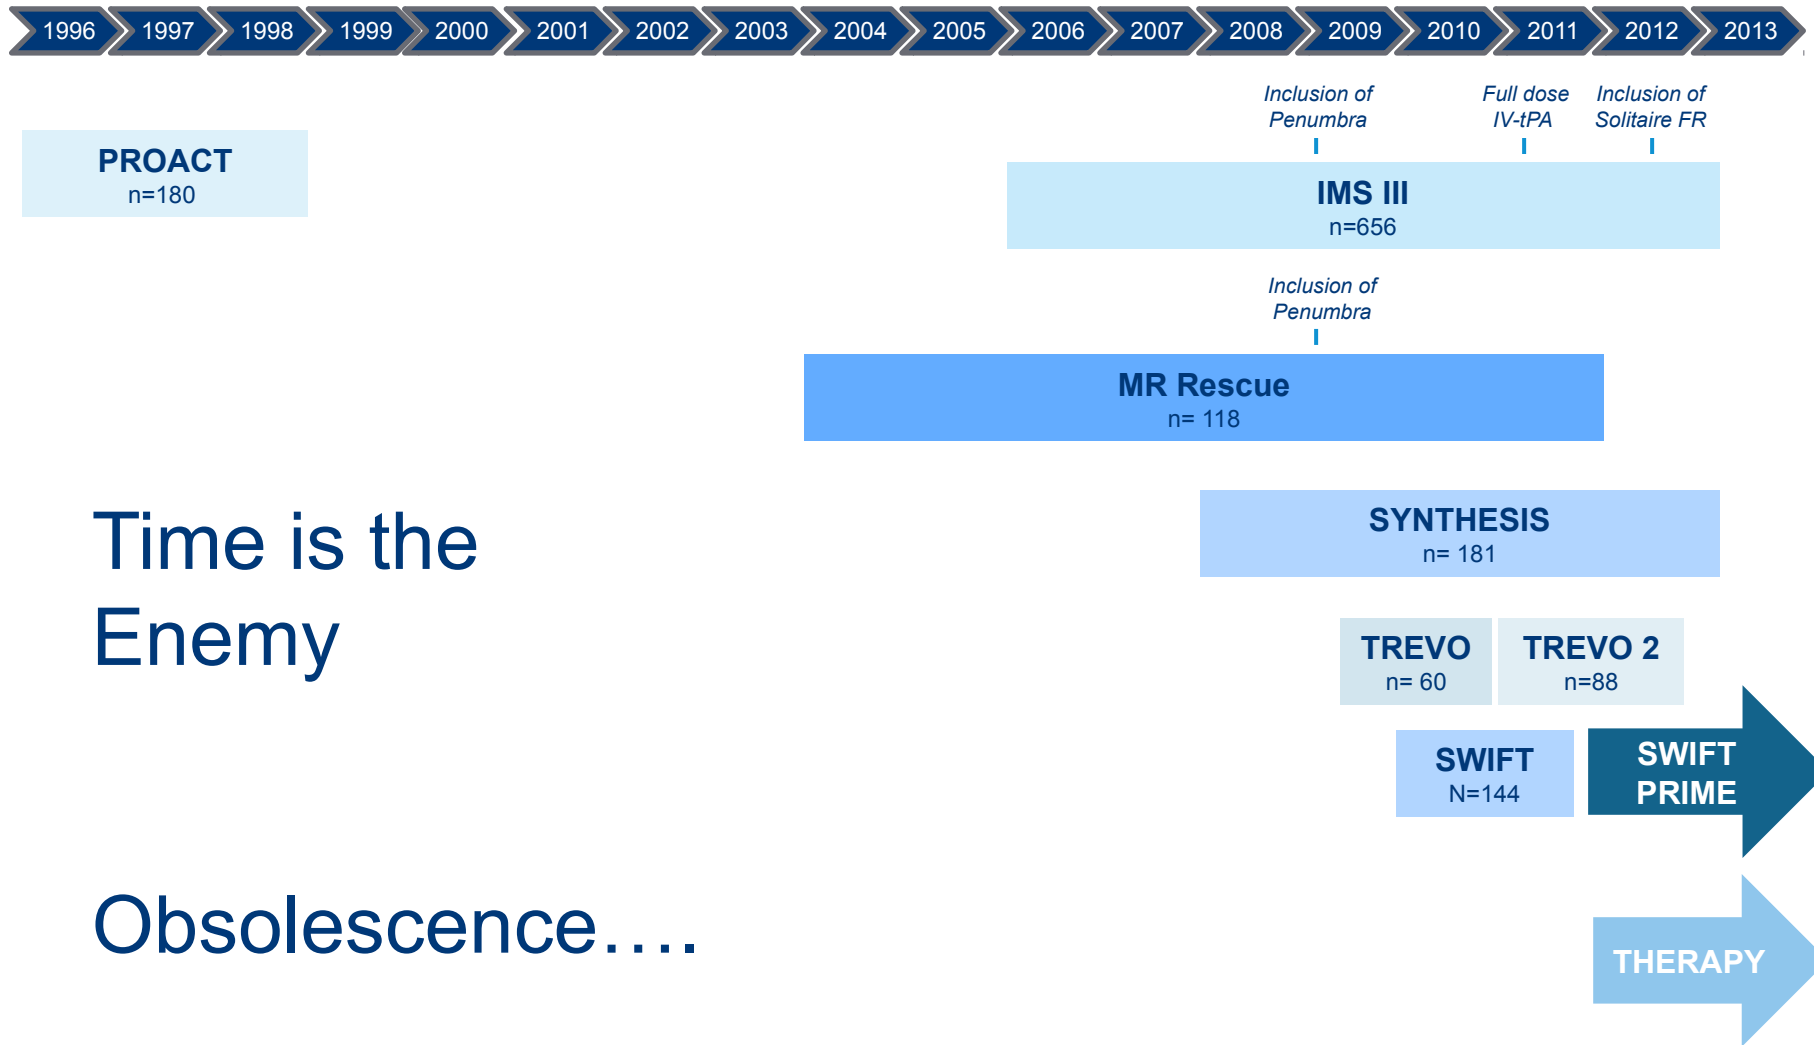 1996 1997 1998 1999 2000 2001 2002 2003 2004 2005 2006 2007 2008 2009 2010 2011 2012 2013
Inclusion of
Penumbra
Full dose
IV-tPA
Inclusion of
Solitaire FR
PROACT
n=180
IMS III
n=656
Inclusion of
Penumbra
MR Rescue
n= 118
SYNTHESIS
n= 181
Time is the
Enemy
TREVO
n= 60
TREVO 2
n=88
SWIFT
N=144
SWIFT
PRIME
Obsolescence….
THERAPY